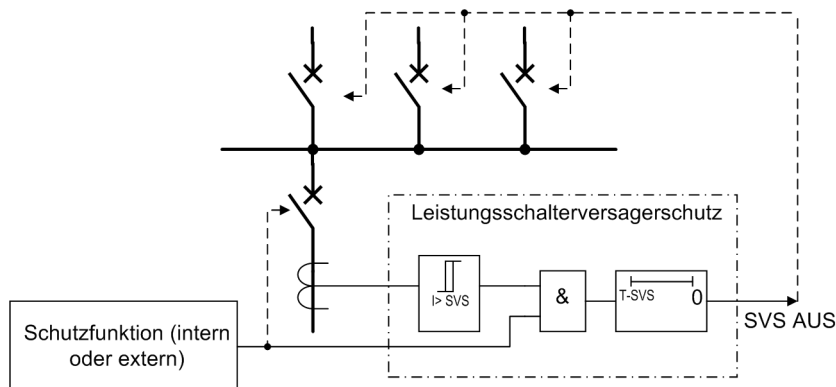 Leistungsschalterversagerschutz
I> SVS
&
T-SVS
0
SVS AUS
Schutzfunktion (intern
oder extern)